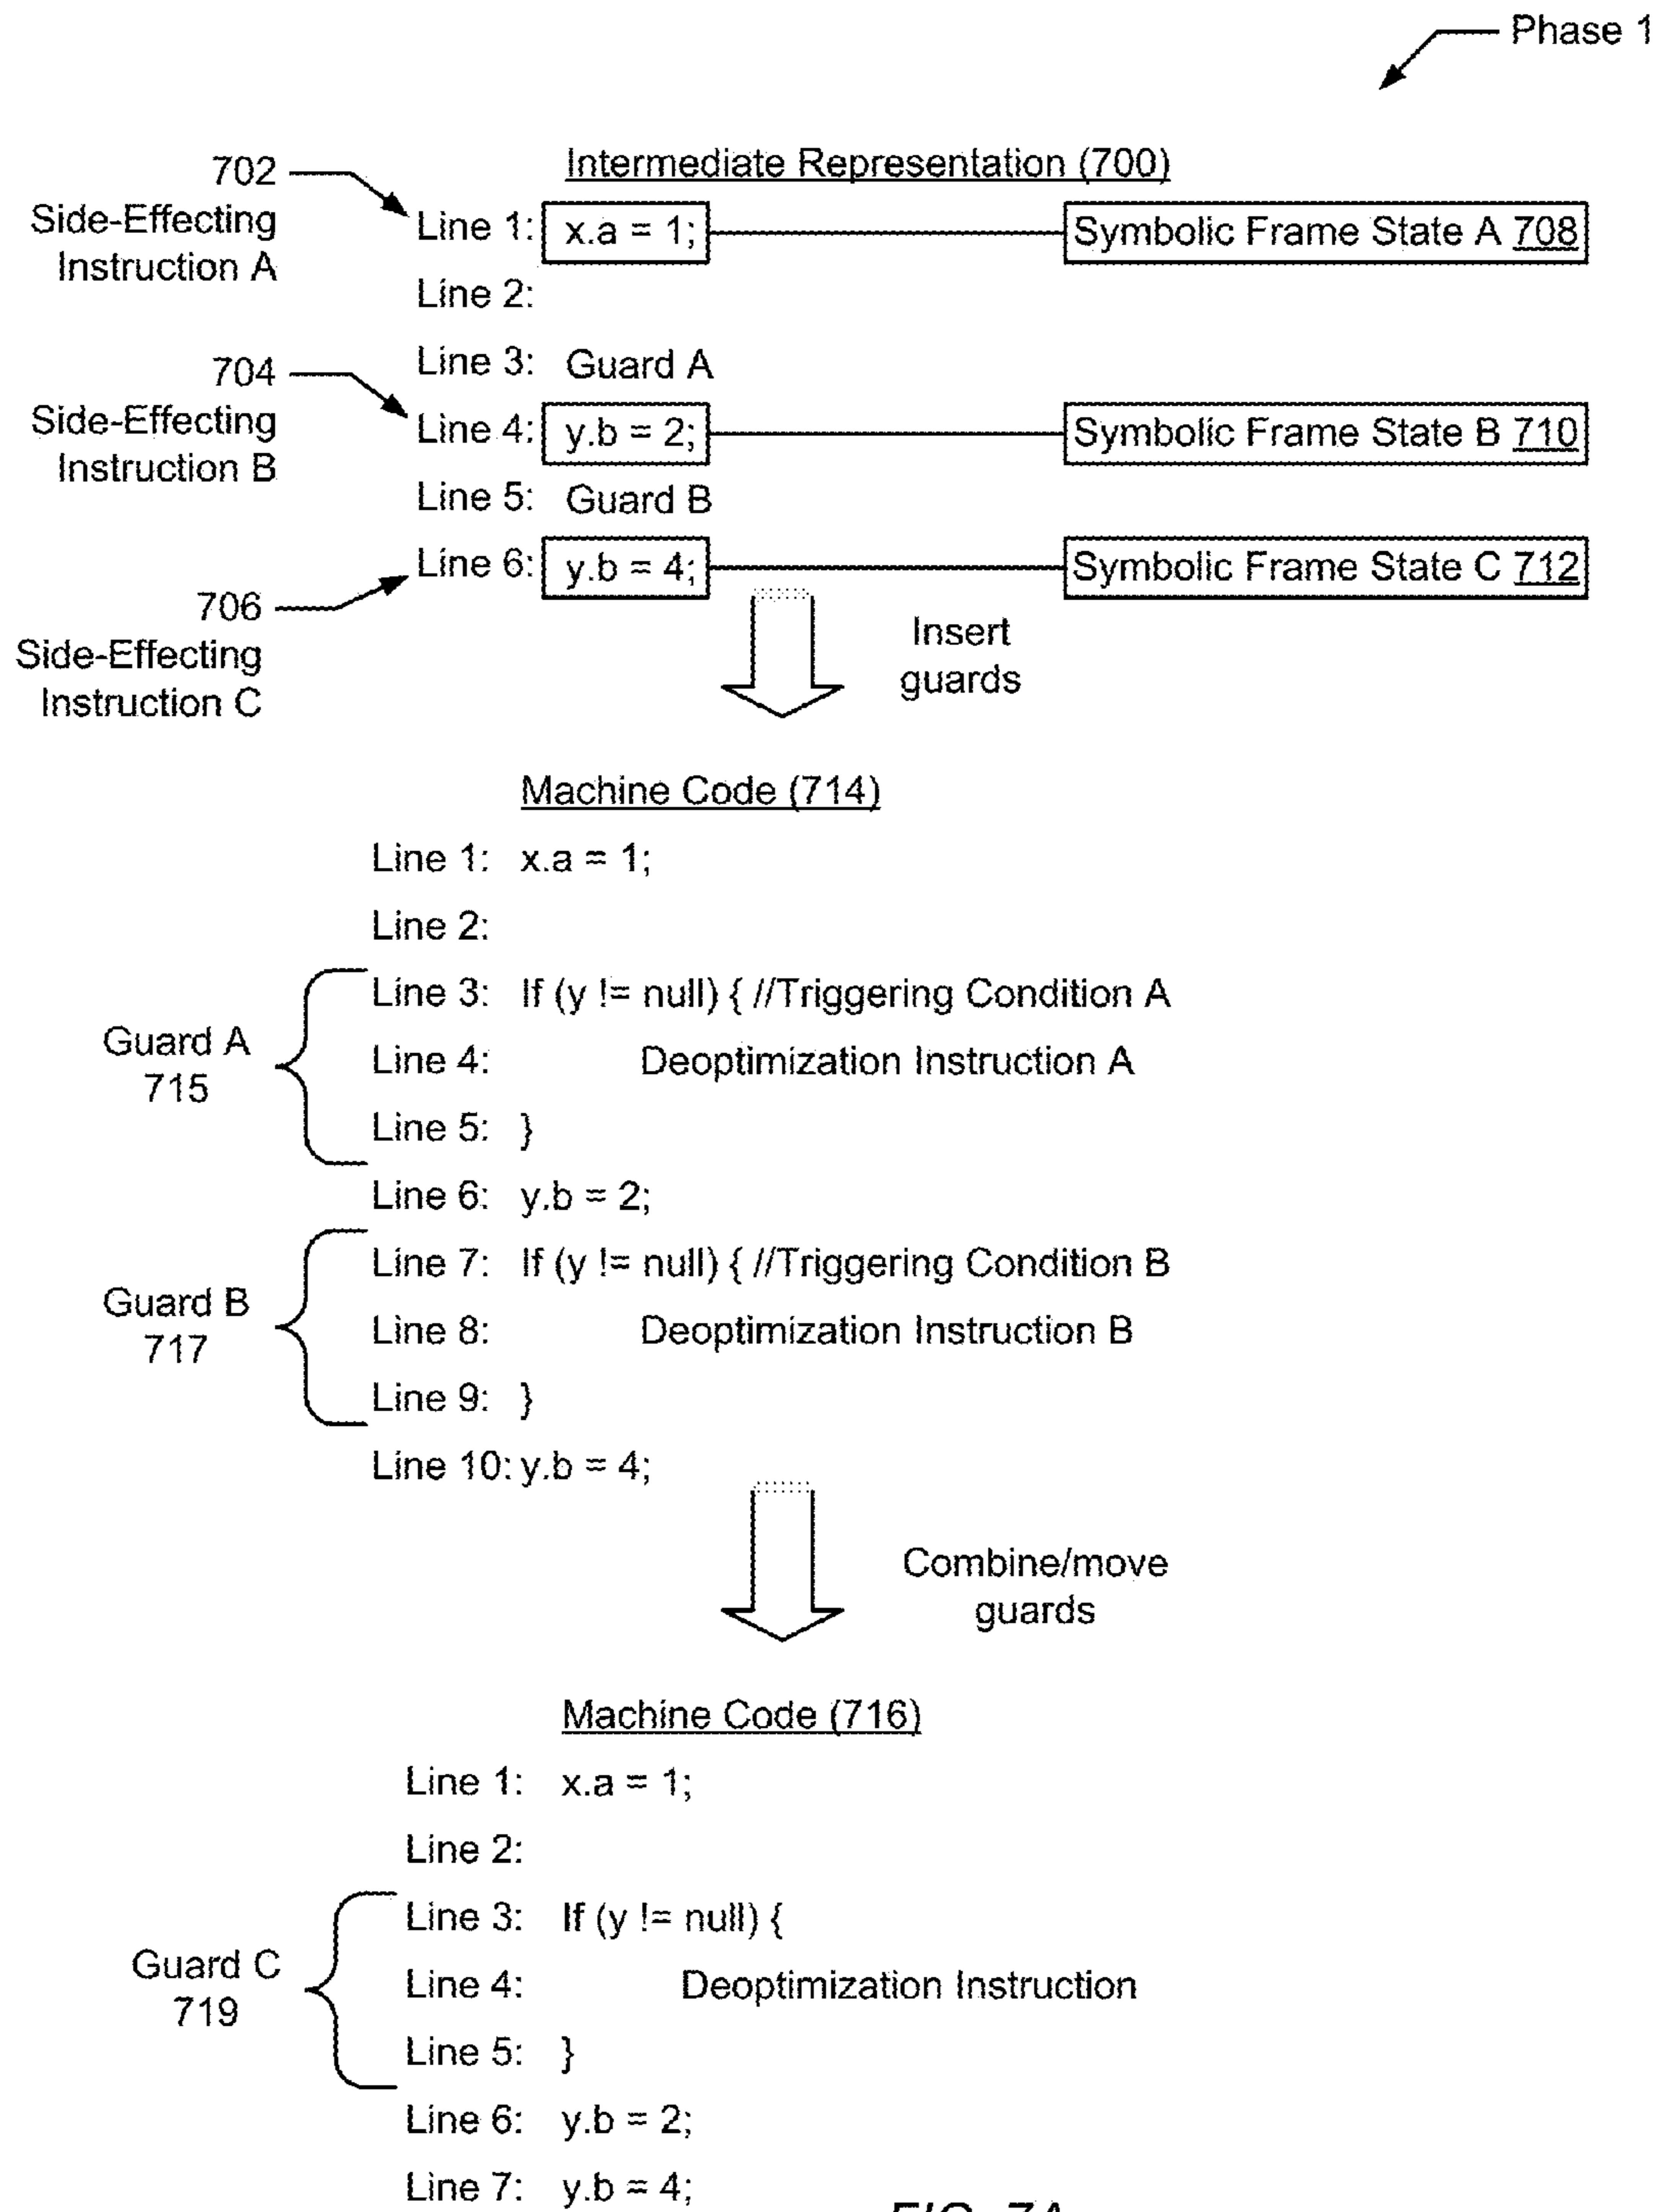 Phase 1
Intermediate Representation (700)
702
Side-Effecting
Instruction A
Line 1: x.a = 1; Symbolic Frame State A 708
Line 2:
Line 3: Guard A
704
Side-Effecting
Instruction B
Line 4: y.b = 2; Symbolic Frame State B 710
Line 5: Guard B
Line 6: y.b = 4; Symbolic Frame State C 712
706
Side-Effecting
Instruction C
Insert
guards
Machine Code (714)
Line 1: x.a = 1;
Line 2:
Line 3: If (y != null) { //Triggering Condition A
Line 4: Deoptimization Instruction A
Line 5: }
Guard A
715
Line 6: y.b = 2;
Line 7: If (y != null) { //Triggering Condition B
Line 8: Deoptimization Instruction B
Line 9: }
Guard B
717
Line 10: y.b = 4;
Combine/move
guards
Machine Code (716)
Line 1: x.a = 1;
Line 2:
Line 3: If (y != null) {
Line 4: Deoptimization Instruction
Line 5: }
Guard C
719
Line 6: y.b = 2;
Line 7: y.b = 4;
FIG. 7A